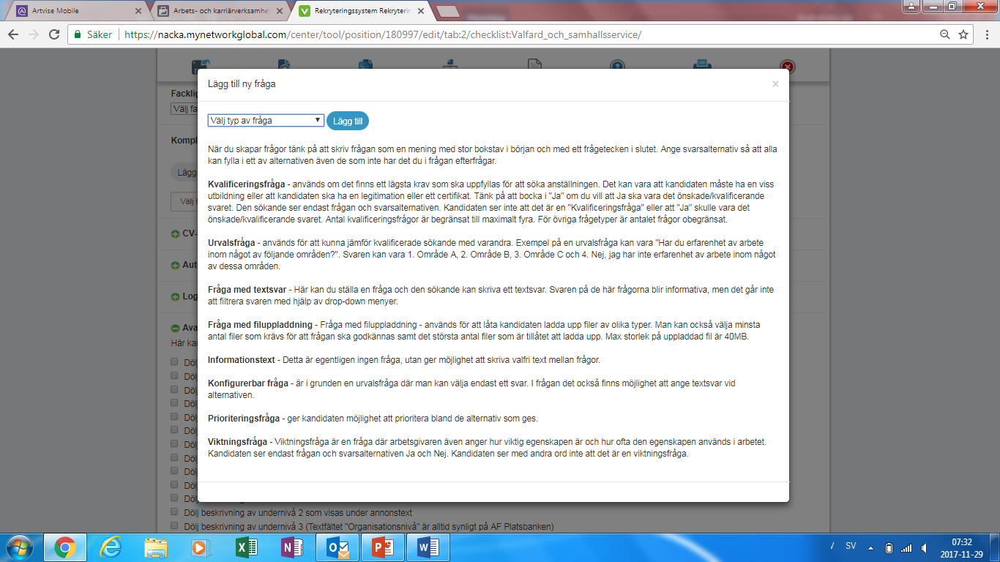 Artvise Mobile
Arbets- och karriärverksamhet
Rekryteringssystem Rekryterin
Säker
https://nacka.mynetworkglobal.com/center/tool/position/180997/edit/tab:2/checklist:Valfard_och_samhallsservice/
Lägg till ny fråga
×
Facklig
Välj fa
Välj typ av fråga
Lägg till
Kompl
När du skapar frågor tänk på att skriv frågan som en mening med stor bokstav i början och med ett frågetecken i slutet. Ange svarsalternativ så att alla
kan fylla i ett av alternativen även de som inte har det du i frågan efterfrågar.
Lägg
Välj f
Kvalificeringsfråga - används om det finns ett lägsta krav som ska uppfyllas för att söka anställningen. Det kan vara att kandidaten måste ha en viss
utbildning eller att kandidaten ska ha en legitimation eller ett certifikat. Tänk på att bocka i "Ja" om du vill att Ja ska vara det önskade/kvalificerande
svaret. Den sökande ser endast frågan och svarsalternativen. Kandidaten ser inte att det är en "Kvalificeringsfråga" eller att "Ja" skulle vara det
önskade/kvalificerande svaret. Antal kvalificeringsfrågor är begränsat till maximalt fyra. För övriga frågetyper är antalet frågor obegränsat.
CV-
Urvalsfråga - används för att kunna jämför kvalificerade sökande med varandra. Exempel på en urvalsfråga kan vara "Har du erfarenhet av arbete
inom något av följande områden?". Svaren kan vara 1. Område A, 2. Område B, 3. Område C och 4. Nej, jag har inte erfarenhet av arbete inom något
av dessa områden.
Aut
Fråga med textsvar - Här kan du ställa en fråga och den sökande kan skriva ett textsvar. Svaren på de här frågorna blir informativa, men det går inte
att filtrera svaren med hjälp av drop-down menyer.
Log
Fråga med filuppladdning - Fråga med filuppladdning - används för att låta kandidaten ladda upp filer av olika typer. Man kan också välja minsta
antal filer som krävs för att frågan ska godkännas samt det största antal filer som är tillåtet att ladda upp. Max storlek på uppladdad fil är 40MB.
Ava
Här kan
Informationstext - Detta är egentligen ingen fråga, utan ger möjlighet att skriva valfri text mellan frågor.
Konfigurerbar fråga - är i grunden en urvalsfråga där man kan välja endast ett svar. I frågan det också finns möjlighet att ange textsvar vid
alternativen.
Prioriteringsfråga - ger kandidaten möjlighet att prioritera bland de alternativ som ges.
Viktningsfråga - Viktningsfråga är en fråga där arbetsgivaren även anger hur viktig egenskapen är och hur ofta den egenskapen används i arbetet.
Kandidaten ser endast frågan och svarsalternativen Ja och Nej. Kandidaten ser med andra ord inte att det är en viktningsfråga.
Dölj beskrivning av undernivå 2 som visas under annonstext
Dölj beskrivning av undernivå 3 (Textfältet "Organisationsnivå" är alltid synligt på AF Platsbanken)
SV
07:32
2017-11-29